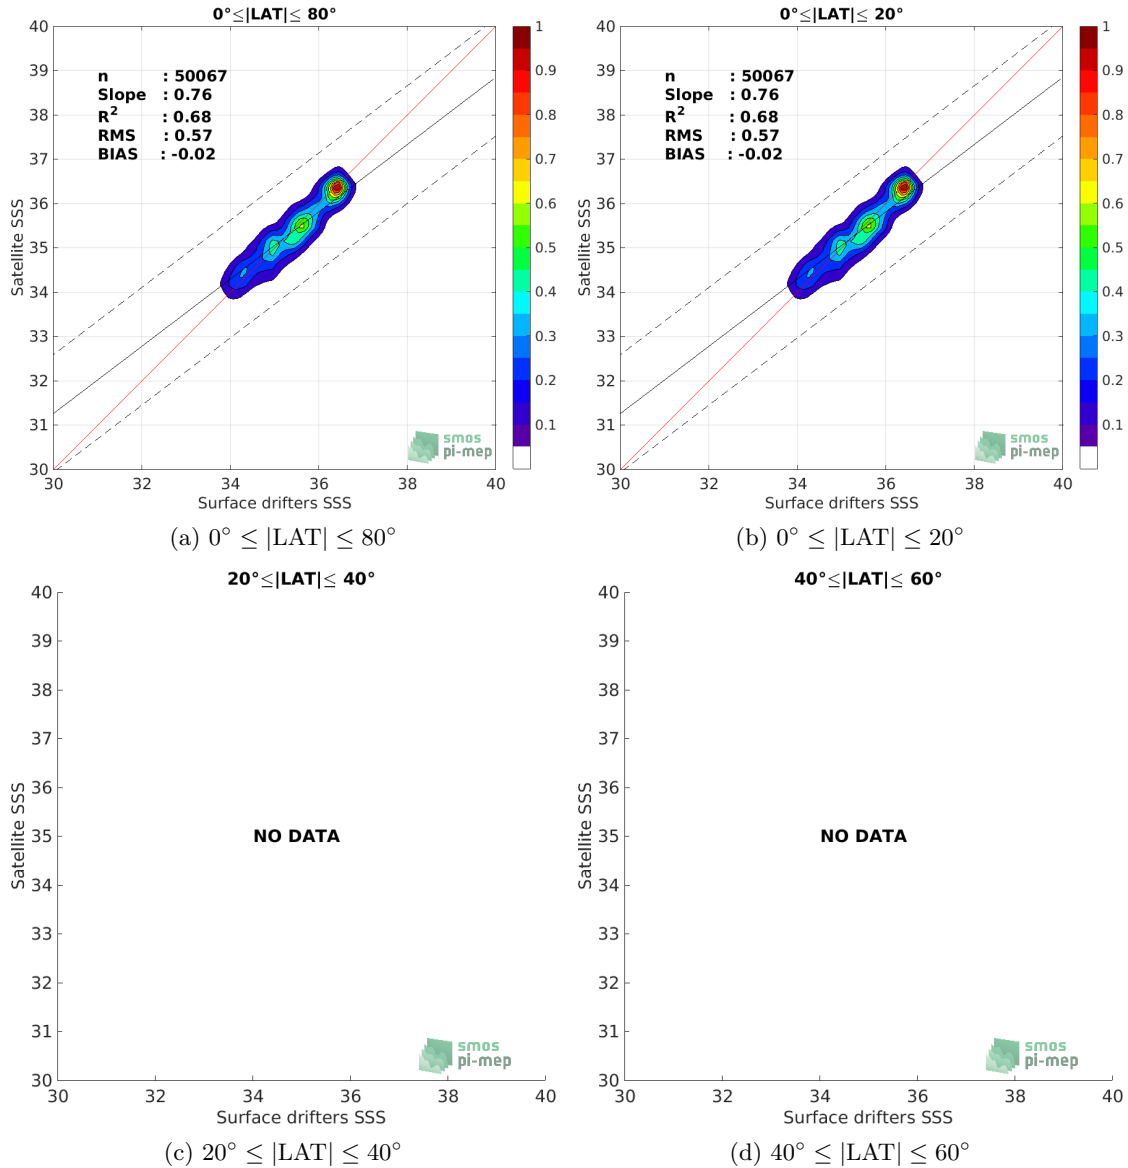 0°≤|LAT|≤ 80°
40
39
38
37
36
35
34
33
32
31
30
Satellite SSS
n : 50067
Slope : 0.76
R² : 0.68
RMS : 0.57
BIAS : -0.02
smos
pi-mep
30 32 34 36 38 40
Surface drifters SSS
1
0.9
0.8
0.7
0.6
0.5
0.4
0.3
0.2
0.1
(a) 0° ≤ |LAT| ≤ 80°
0°≤|LAT|≤ 20°
40
39
38
37
36
35
34
33
32
31
30
Satellite SSS
n : 50067
Slope : 0.76
R² : 0.68
RMS : 0.57
BIAS : -0.02
smos
pi-mep
30 32 34 36 38 40
Surface drifters SSS
1
0.9
0.8
0.7
0.6
0.5
0.4
0.3
0.2
0.1
(b) 0° ≤ |LAT| ≤ 20°
20°≤|LAT|≤ 40°
40
39
38
37
36
35
34
33
32
31
30
Satellite SSS
NO DATA
smos
pi-mep
30 32 34 36 38 40
Surface drifters SSS
(c) 20° ≤ |LAT| ≤ 40°
40°≤|LAT|≤ 60°
40
39
38
37
36
35
34
33
32
31
30
Satellite SSS
NO DATA
smos
pi-mep
30 32 34 36 38 40
Surface drifters SSS
(d) 40° ≤ |LAT| ≤ 60°